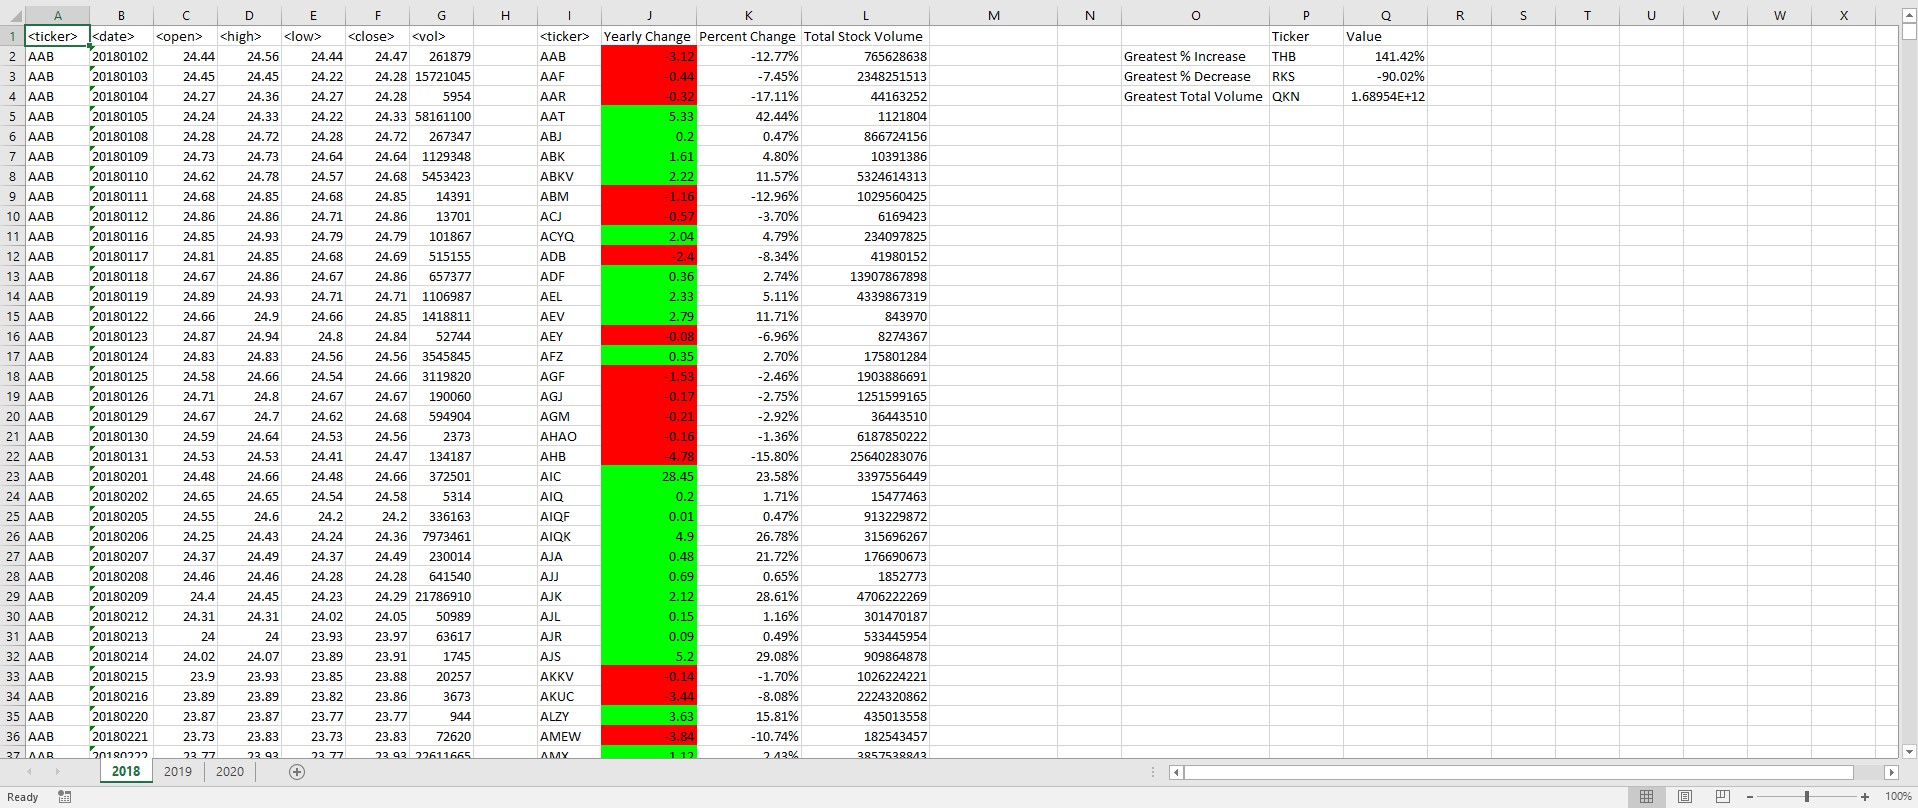 A B C D E F G H I J K L M N O P Q R S T U V W X
1 <ticker> <date> <open> <high> <low> <close> <vol> <ticker> Yearly Change Percent Change Total Stock Volume Ticker Value
2 AAB 20180102 24.44 24.56 24.44 24.47 261879 AAB -3.12 -12.77% 765628638 Greatest % Increase THB 141.42%
3 AAB 20180103 24.45 24.45 24.22 24.28 15721045 AAF -0.44 -7.45% 2348251513 Greatest % Decrease RKS -90.02%
4 AAB 20180104 24.27 24.36 24.27 24.28 5954 AAR -0.32 -17.11% 44163252 Greatest Total Volume QKN 1.68954E+12
5 AAB 20180105 24.24 24.33 24.22 24.33 58161100 AAT 5.33 42.44% 1121804
6 AAB 20180108 24.28 24.72 24.28 24.72 267347 ABJ 0.2 0.47% 866724156
7 AAB 20180109 24.73 24.73 24.64 24.64 1129348 ABK 1.61 4.80% 10391386
8 AAB 20180110 24.62 24.78 24.57 24.68 5453423 ABKV 2.22 11.57% 5324614313
9 AAB 20180111 24.68 24.85 24.68 24.85 14391 ABM -1.16 -12.96% 1029560425
10 AAB 20180112 24.86 24.86 24.71 24.86 13701 ACJ -0.57 -3.70% 6169423
11 AAB 20180116 24.85 24.93 24.79 24.79 101867 ACYQ 2.04 4.79% 234097825
12 AAB 20180117 24.81 24.85 24.68 24.69 515155 ADB -2.4 -8.34% 41980152
13 AAB 20180118 24.67 24.86 24.67 24.86 657377 ADF 0.36 2.74% 13907867898
14 AAB 20180119 24.89 24.93 24.71 24.71 1106987 AEL 2.33 5.11% 4339867319
15 AAB 20180122 24.66 24.9 24.66 24.85 1418811 AEV 2.79 11.71% 843970
16 AAB 20180123 24.87 24.94 24.8 24.84 52744 AEY -0.08 -6.96% 8274367
17 AAB 20180124 24.83 24.83 24.56 24.56 3545845 AFZ 0.35 2.70% 175801284
18 AAB 20180125 24.58 24.66 24.54 24.66 3119820 AGF -1.53 -2.46% 1903886691
19 AAB 20180126 24.71 24.8 24.67 24.67 190060 AGJ -0.17 -2.75% 1251599165
20 AAB 20180129 24.67 24.7 24.62 24.68 594904 AGM -0.21 -2.92% 36443510
21 AAB 20180130 24.59 24.64 24.53 24.56 2373 AHAO -0.16 -1.36% 6187850222
22 AAB 20180131 24.53 24.53 24.41 24.47 134187 AHB -4.78 -15.80% 25640283076
23 AAB 20180201 24.48 24.66 24.48 24.66 372501 AIC 28.45 23.58% 3397556449
24 AAB 20180202 24.65 24.65 24.54 24.58 5314 AIQ 0.2 1.71% 15477463
25 AAB 20180205 24.55 24.6 24.2 24.2 336163 AIQF 0.01 0.47% 913229872
26 AAB 20180206 24.25 24.43 24.24 24.36 7973461 AIQK 4.9 26.78% 315696267
27 AAB 20180207 24.37 24.49 24.37 24.49 230014 AJA 0.48 21.72% 176690673
28 AAB 20180208 24.46 24.46 24.28 24.28 641540 AJJ 0.69 0.65% 1852773
29 AAB 20180209 24.4 24.45 24.23 24.29 21786910 AJK 2.12 28.61% 4706222269
30 AAB 20180212 24.31 24.31 24.02 24.05 50989 AJL 0.15 1.16% 301470187
31 AAB 20180213 24 24 23.93 23.97 63617 AJR 0.09 0.49% 533445954
32 AAB 20180214 24.02 24.07 23.89 23.91 1745 AJS 5.2 29.08% 909864878
33 AAB 20180215 23.9 23.93 23.85 23.88 20257 AKKV -0.14 -1.70% 1026224221
34 AAB 20180216 23.89 23.89 23.82 23.86 3673 AKUC -3.44 -8.08% 2224320862
35 AAB 20180220 23.87 23.87 23.77 23.77 944 ALZY 3.63 15.81% 435013558
36 AAB 20180221 23.73 23.83 23.73 23.83 72620 AMEW -3.84 -10.74% 182543457
37 AAB 20180222 23.77 23.93 23.77 23.93 22611665 AMX 1.12 2.43% 3857538843
2018 2019 2020
Ready 100%